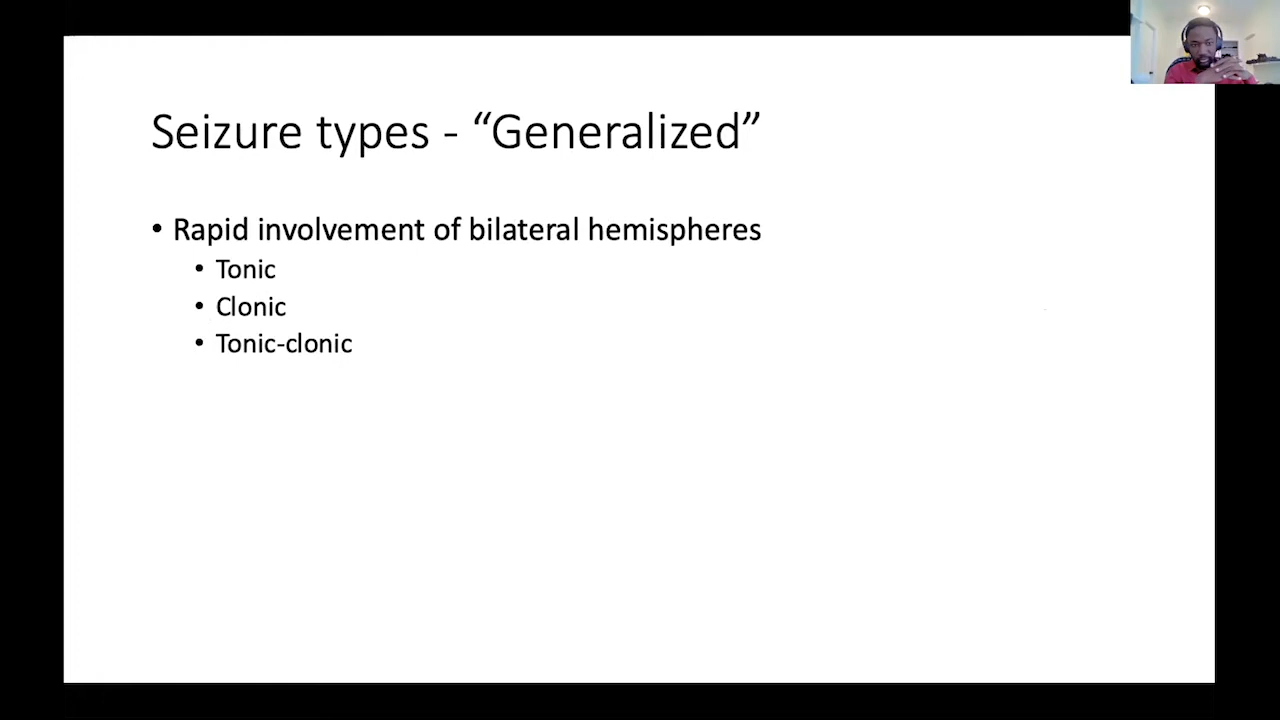 Seizure types - “Generalized”
• Rapid involvement of bilateral hemispheres
• Tonic
• Clonic
• Tonic-clonic